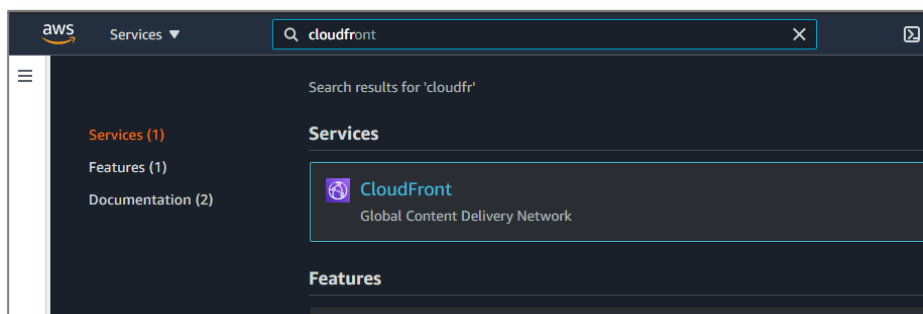 aws Services ▼ cloudfront
Search results for 'cloudfr'
Services (1)
Features (1)
Documentation (2)
Services
CloudFront
Global Content Delivery Network
Features